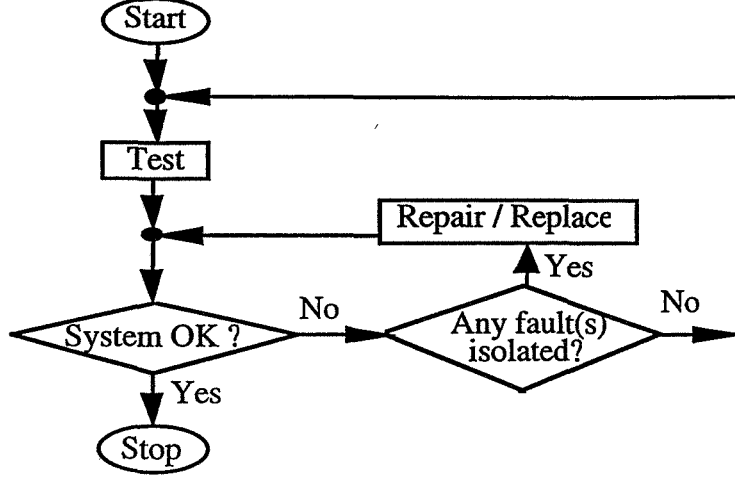 Start
Test
Repair / Replace
Yes
No
No
System OK ?
Any fault(s)
isolated?
Yes
Stop